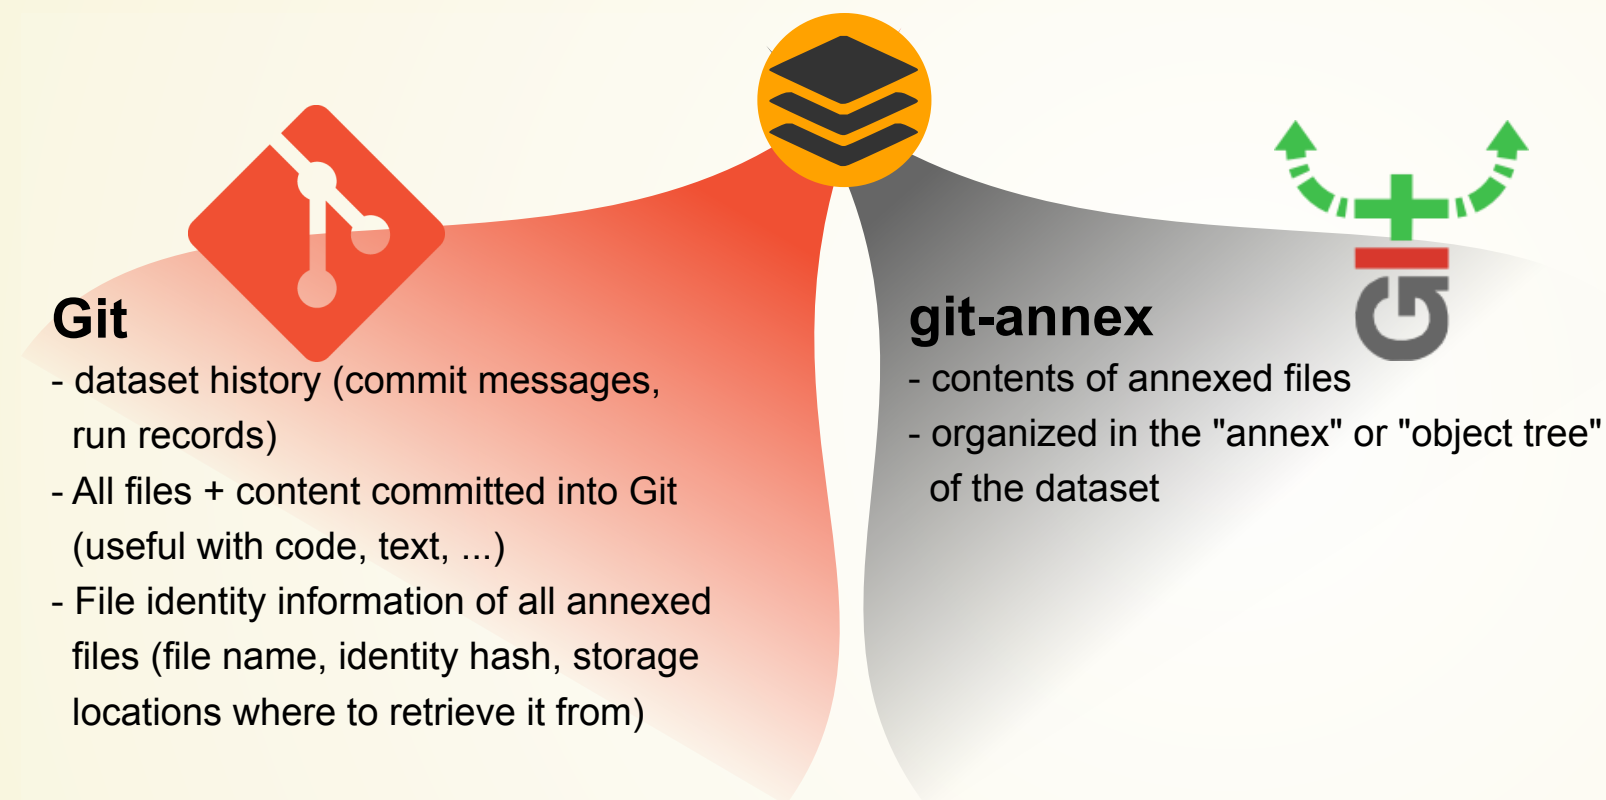 Git
- dataset history (commit messages,
run records)
- All files + content committed into Git
(useful with code, text, ...)
- File identity information of all annexed
files (file name, identity hash, storage
locations where to retrieve it from)
git
git-annex
- contents of annexed files
- organized in the "annex" or "object tree"
of the dataset